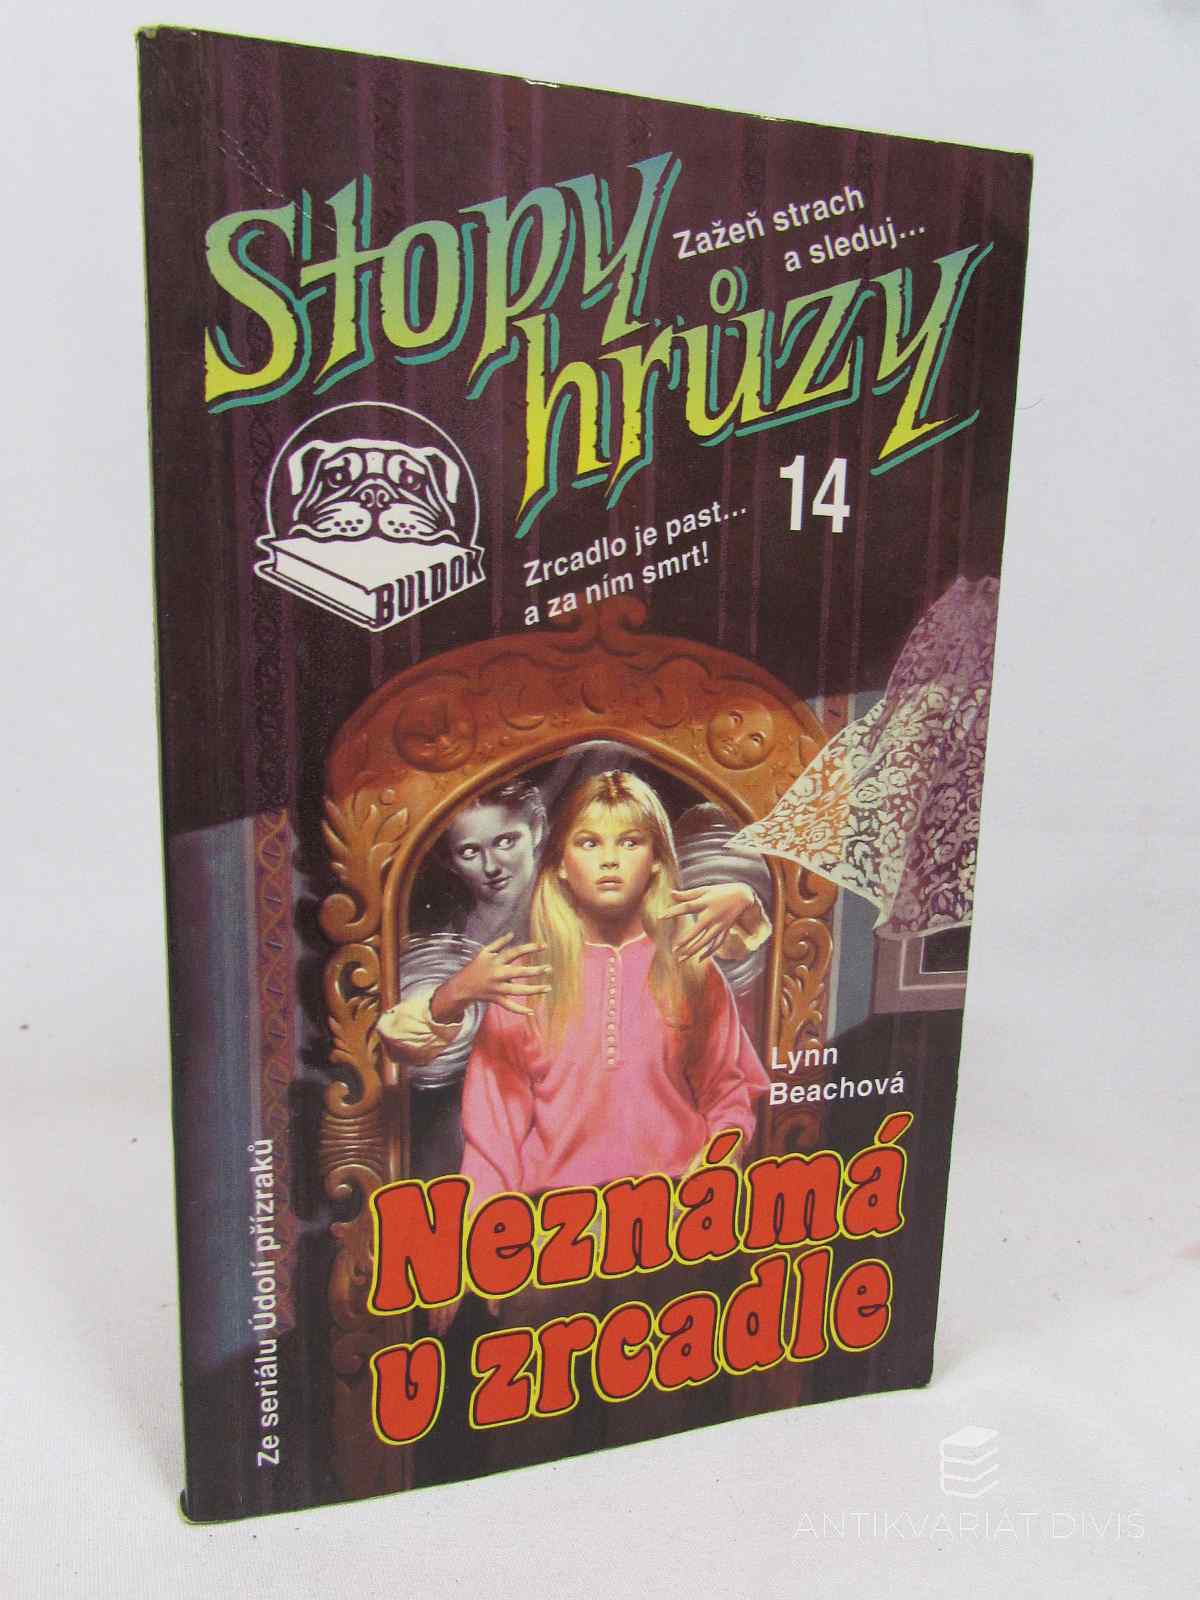 Stopy
hrůzy
Zažeň strach
a sleduj...
14
BULDOK
Zrcadlo je past...
a za ním smrt!
Lynn
Beachová
Neznámá
v zrcadle
Ze seriálu Údolí přízraků
ANTIKVARIÁT DIVIŠ